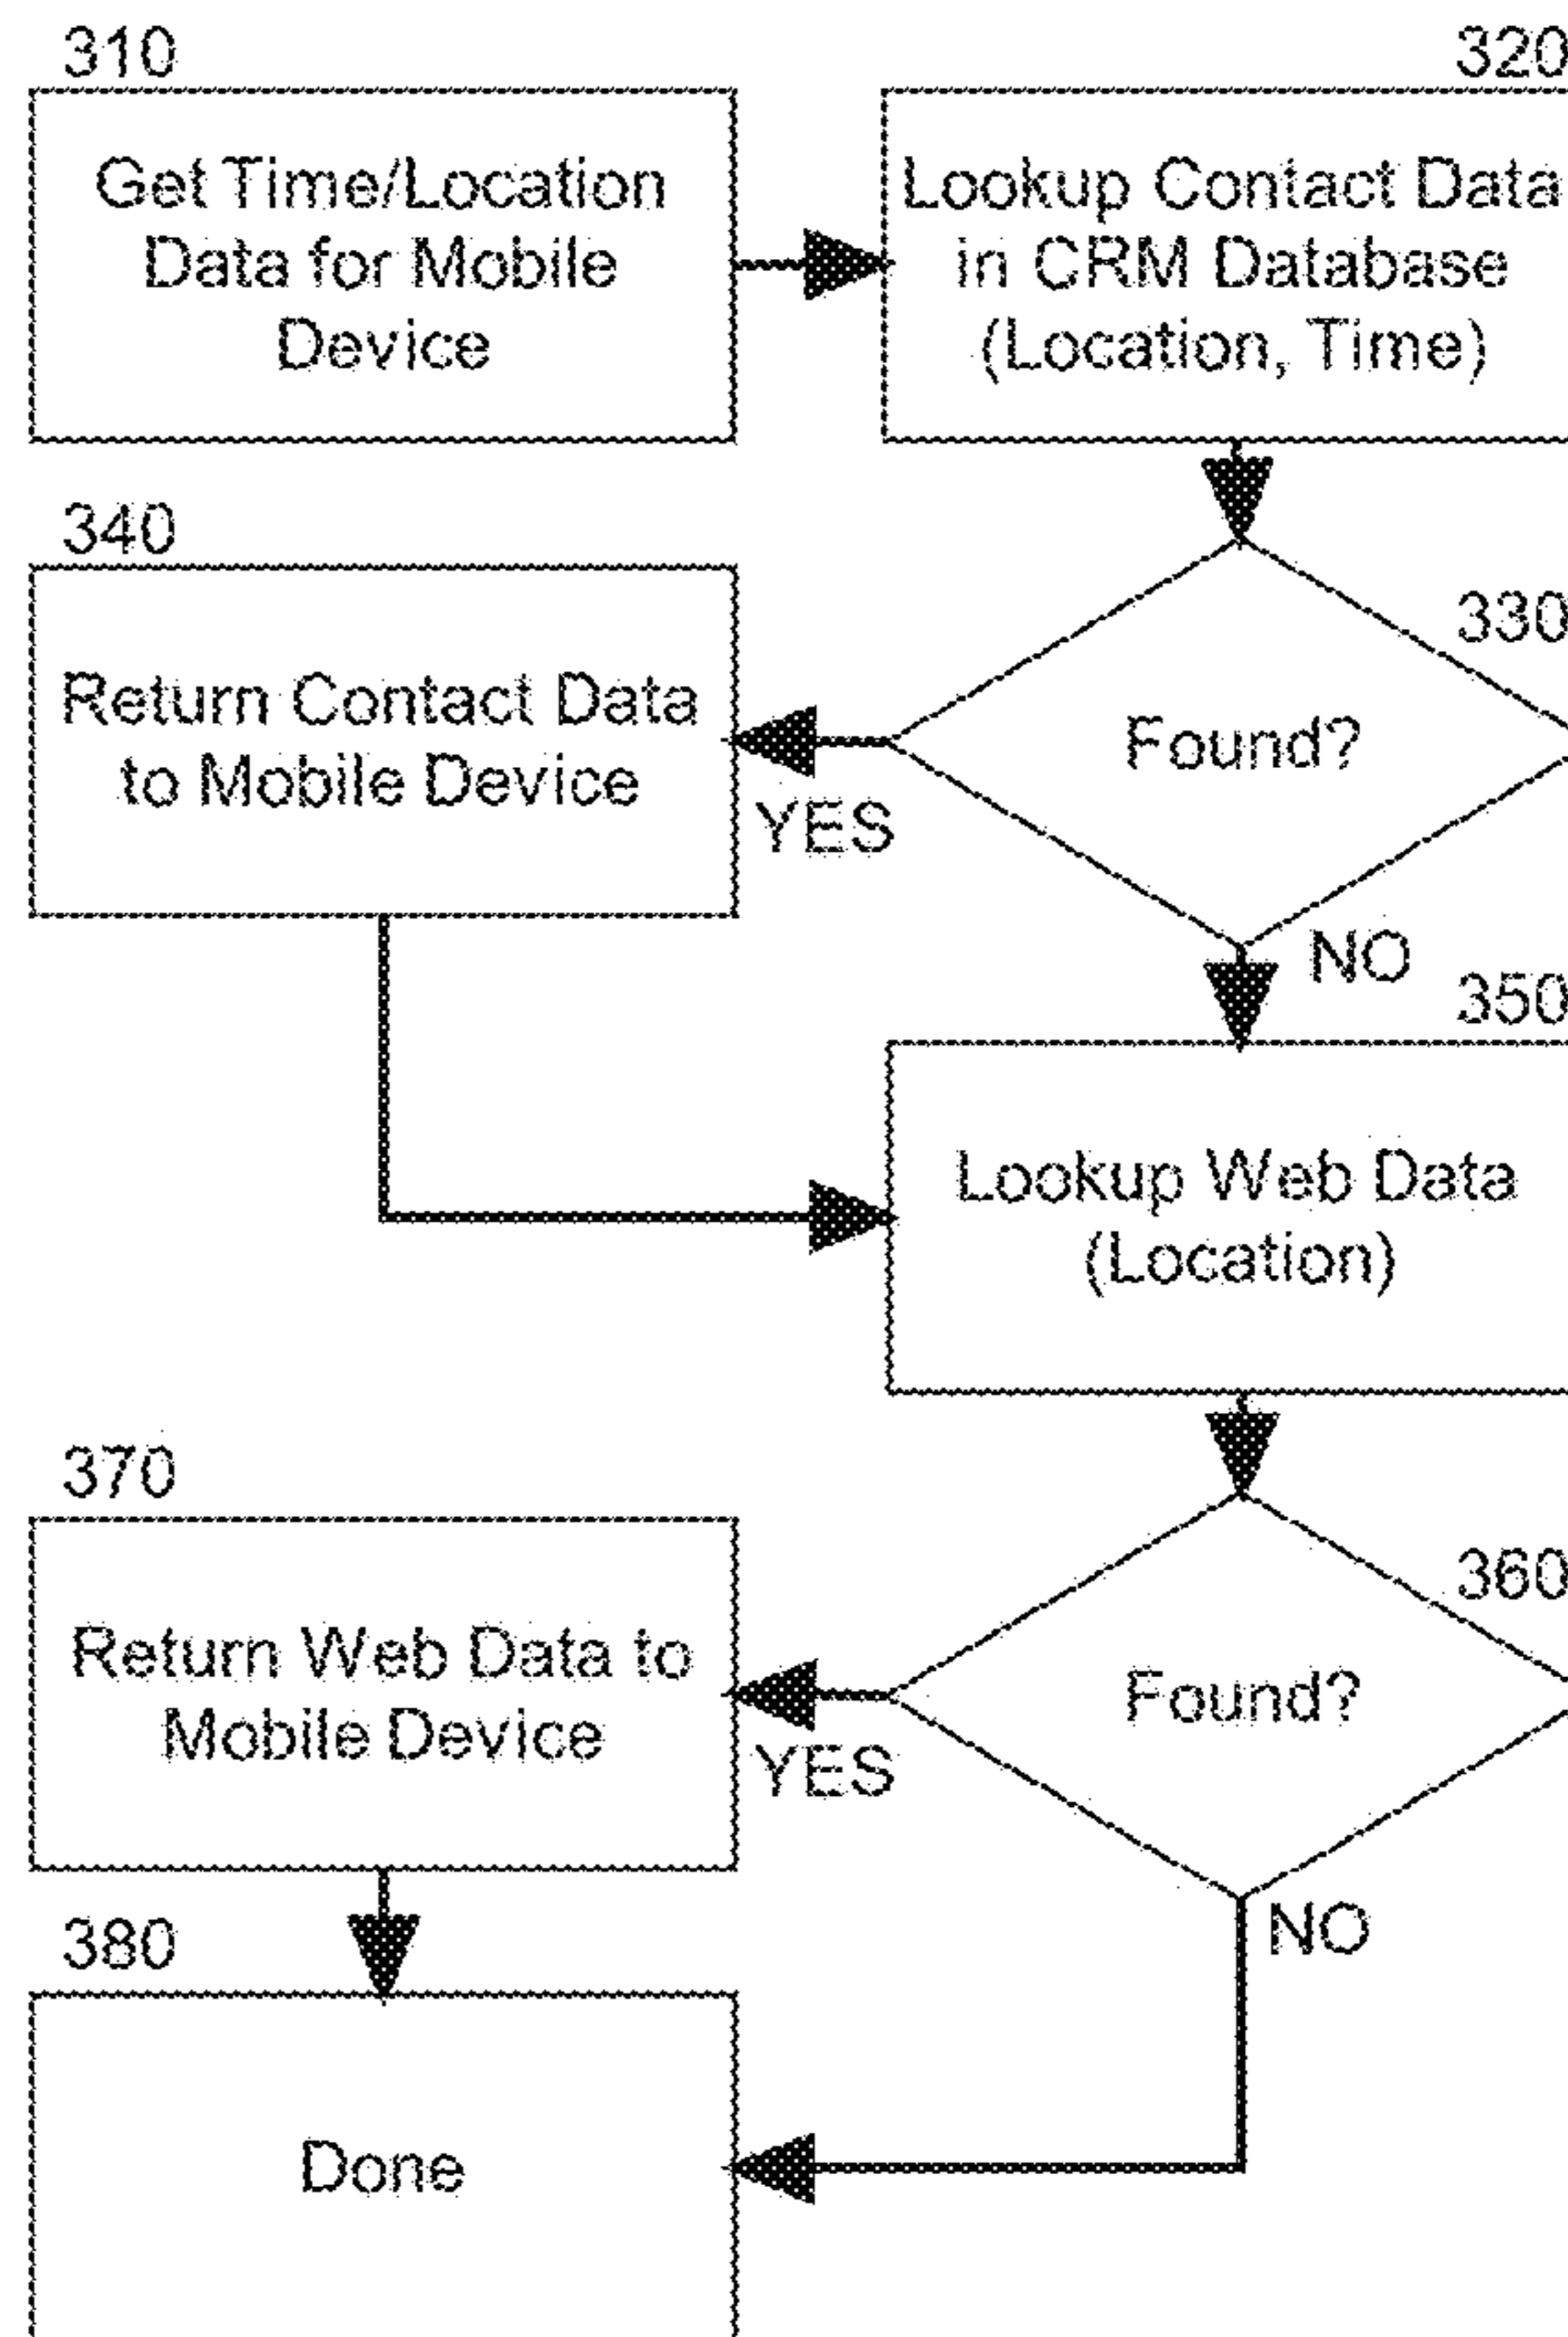 310
Get Time/Location
Data for Mobile
Device
320
Lookup Contact Data
in CRM Database
(Location, Time)
330
Found?
340
Return Contact Data
to Mobile Device
YES
NO
350
Lookup Web Data
(Location)
360
Found?
370
Return Web Data to
Mobile Device
YES
NO
380
Done